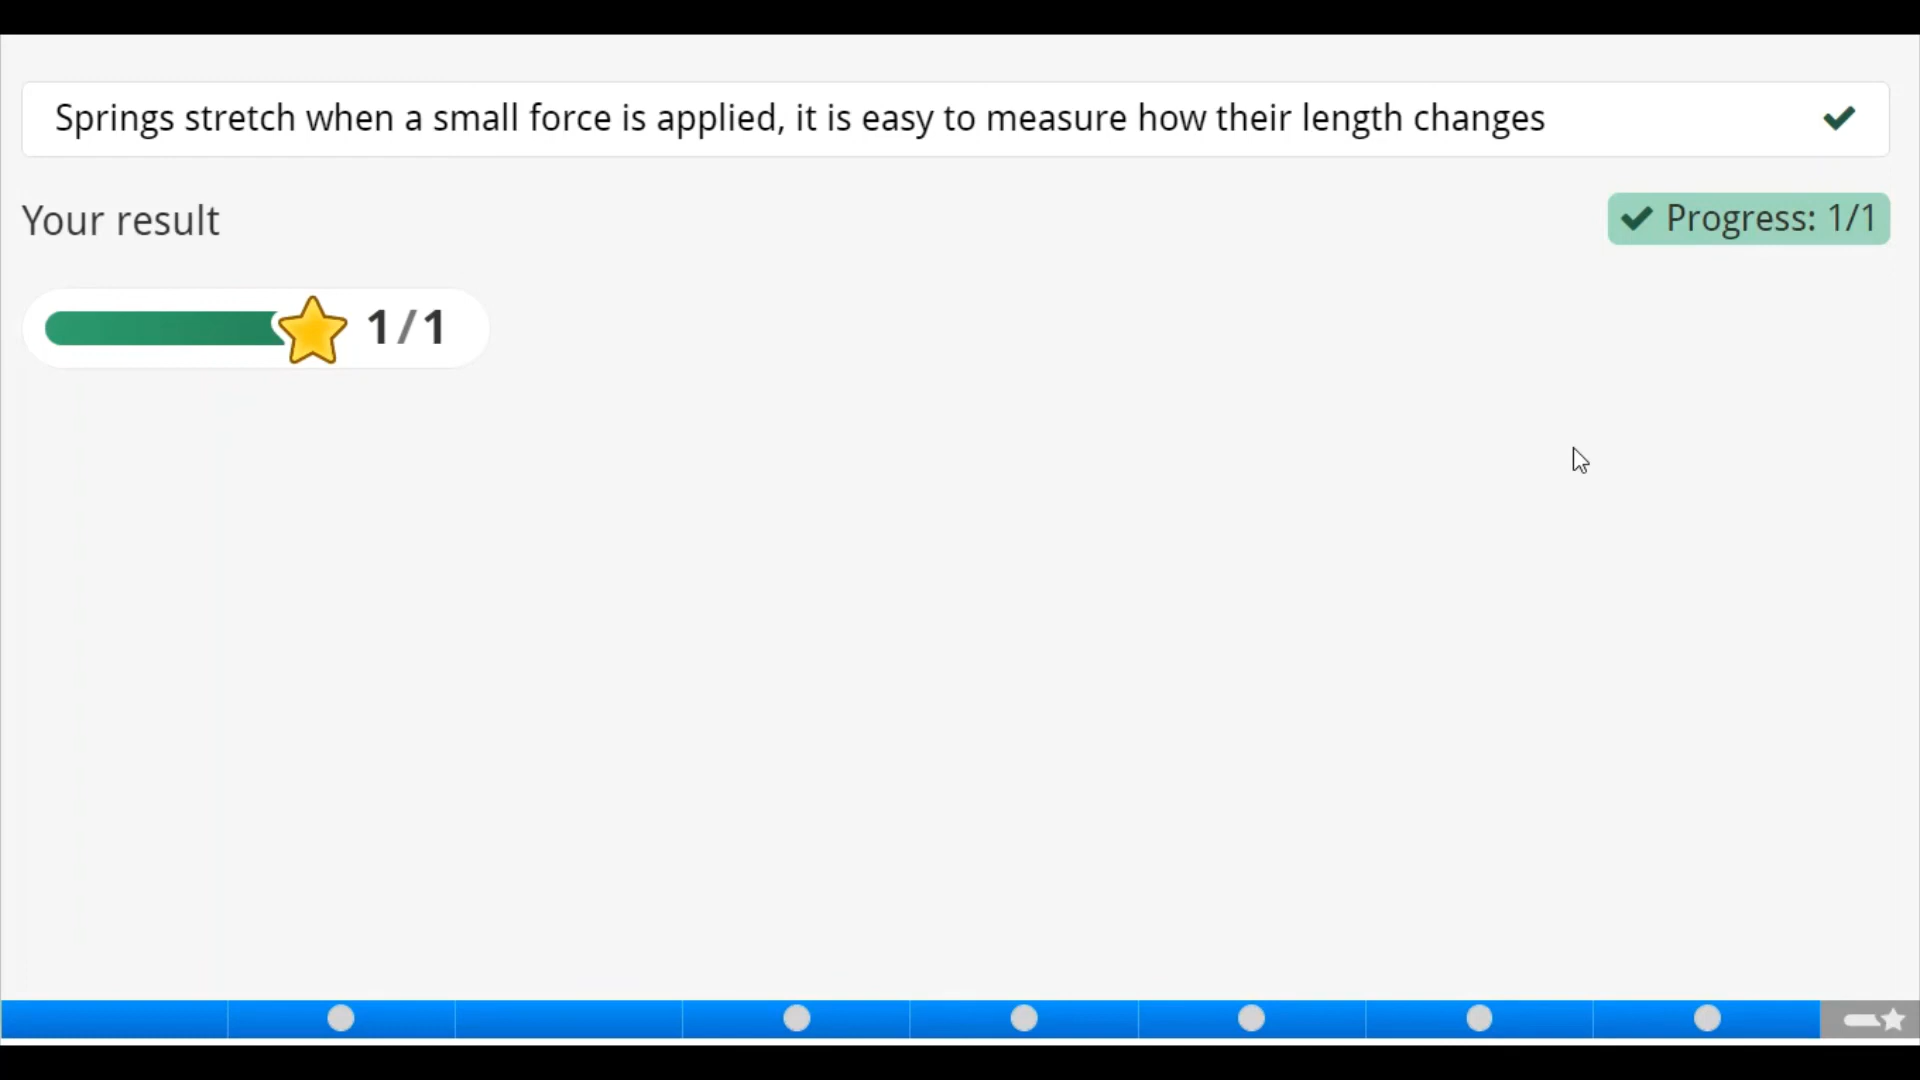 Springs stretch when a small force is applied, it is easy to measure how their length changes
Your result
Progress: 1/1
1/1